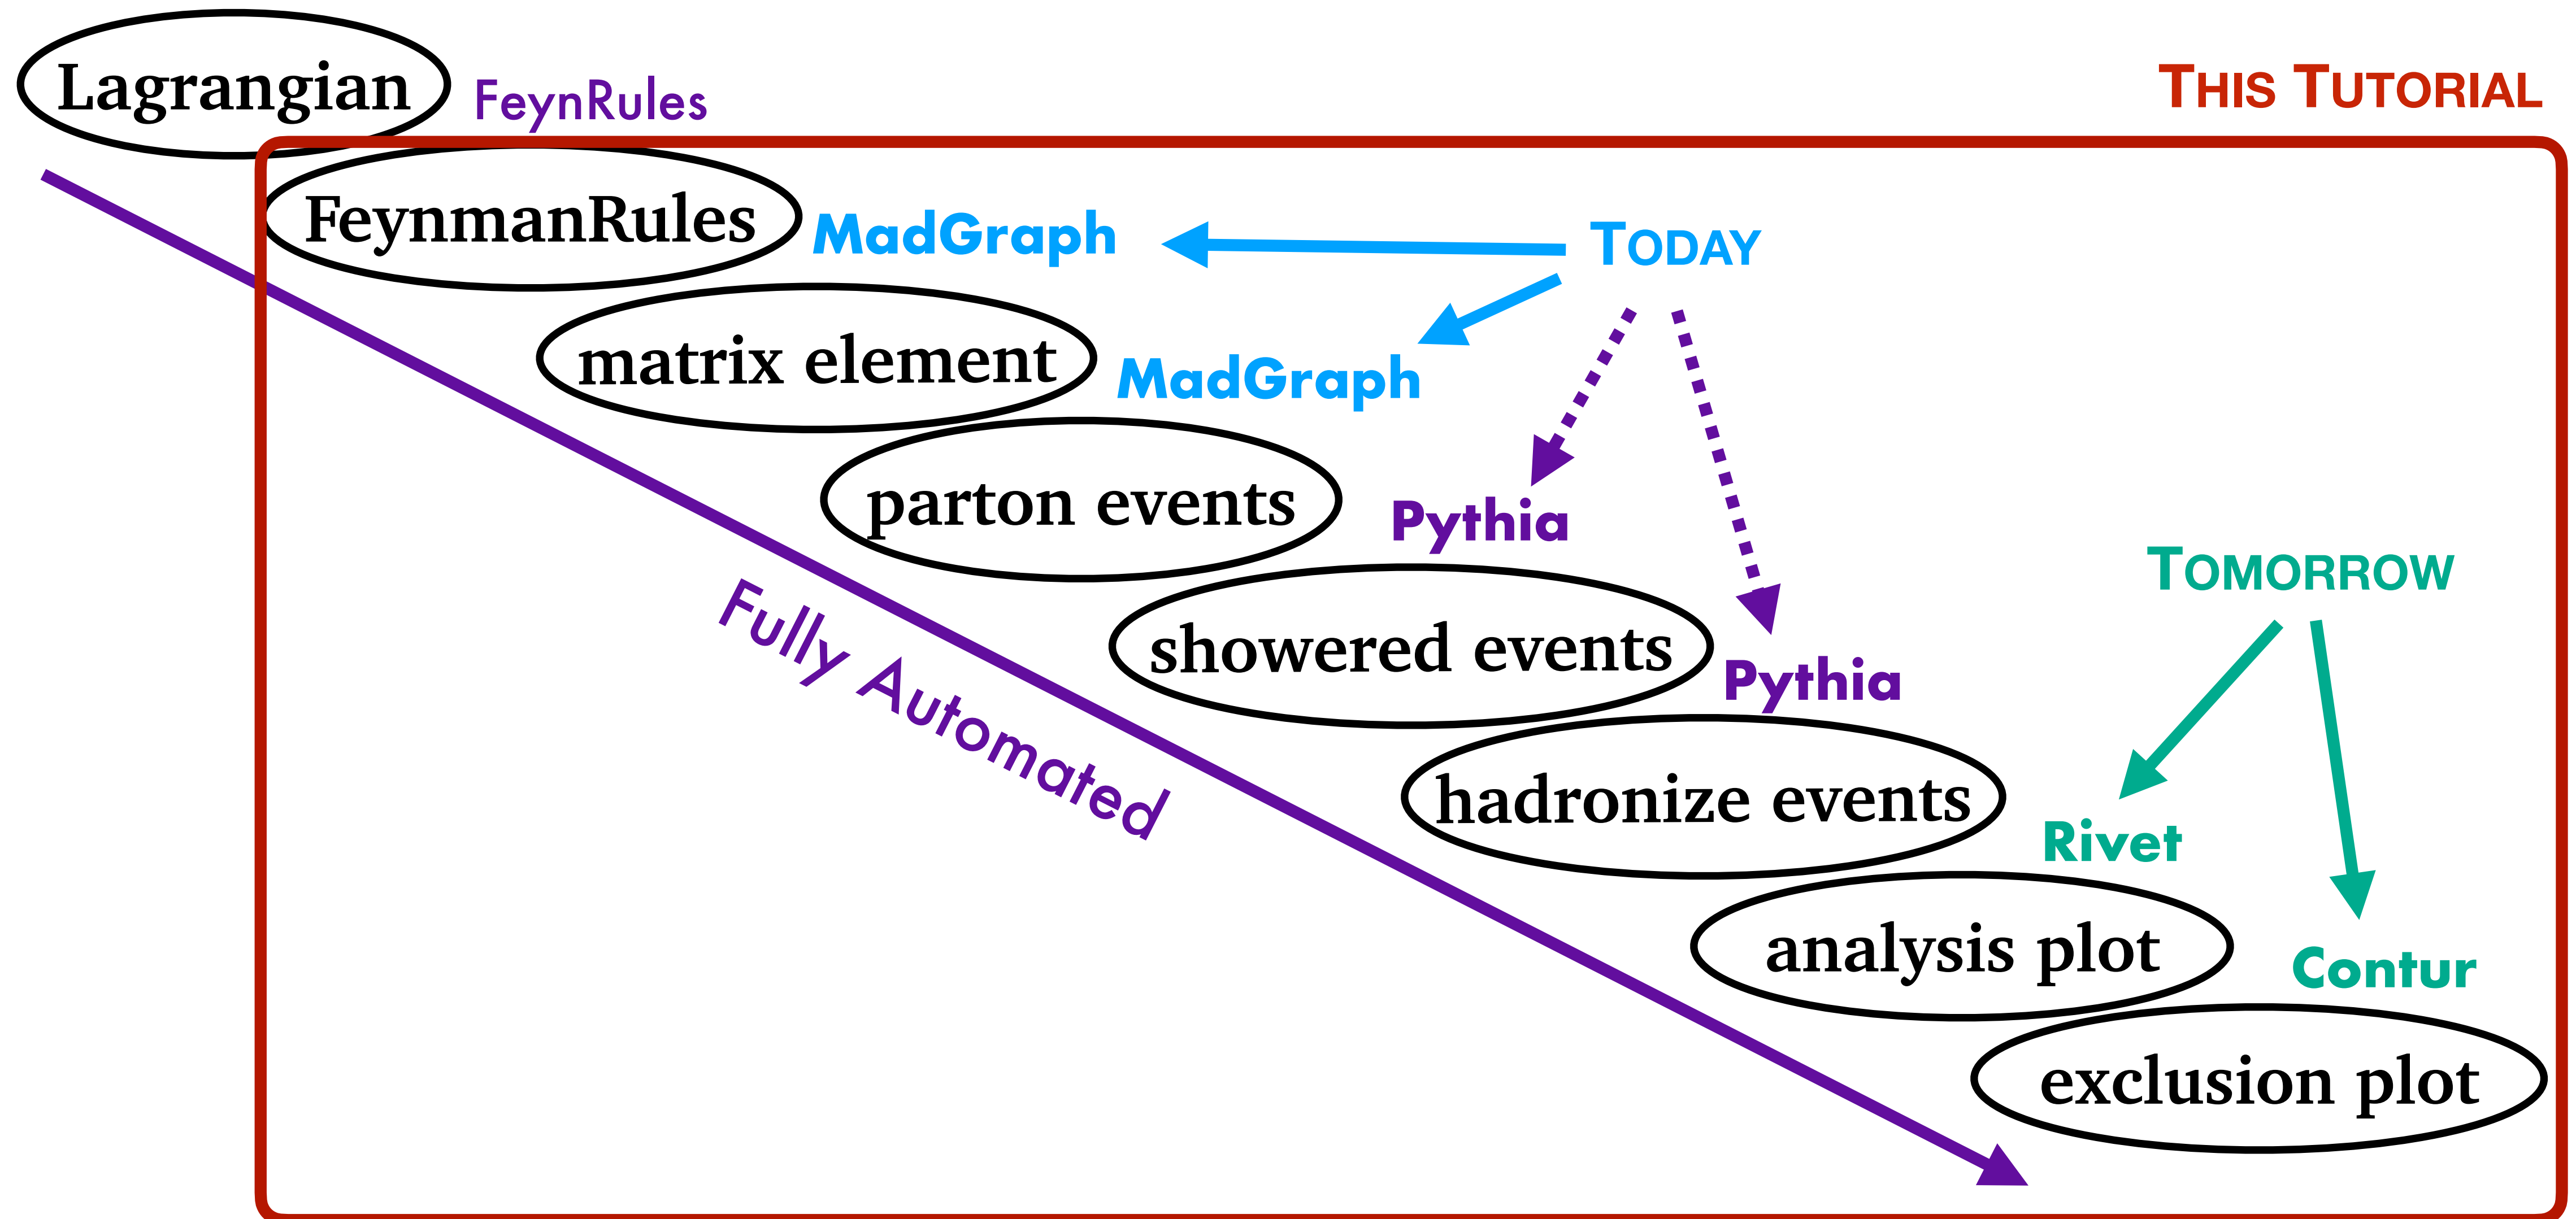 Lagrangian
FeynRules
THIS TUTORIAL
FeynmanRules
MadGraph
TODAY
matrix element
MadGraph
parton events
Pythia
TOMORROW
showered events
Pythia
Fully Automated
hadronize events
Rivet
analysis plot
Contur
exclusion plot